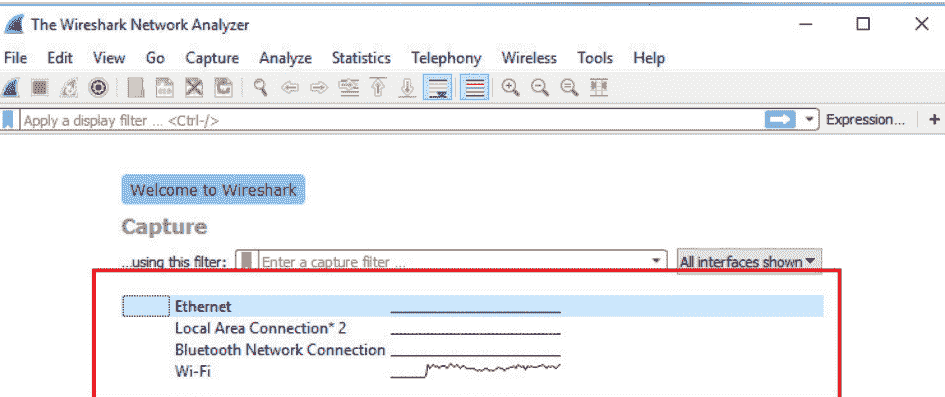 The Wireshark Network Analyzer
File Edit View Go Capture Analyze Statistics Telephony Wireless Tools Help
Apply a display filter ... <Ctrl-/> Expression... +
Welcome to Wireshark
Capture
...using this filter: Enter a capture filter ... All interfaces shown
Ethernet
Local Area Connection* 2
Bluetooth Network Connection
Wi-Fi